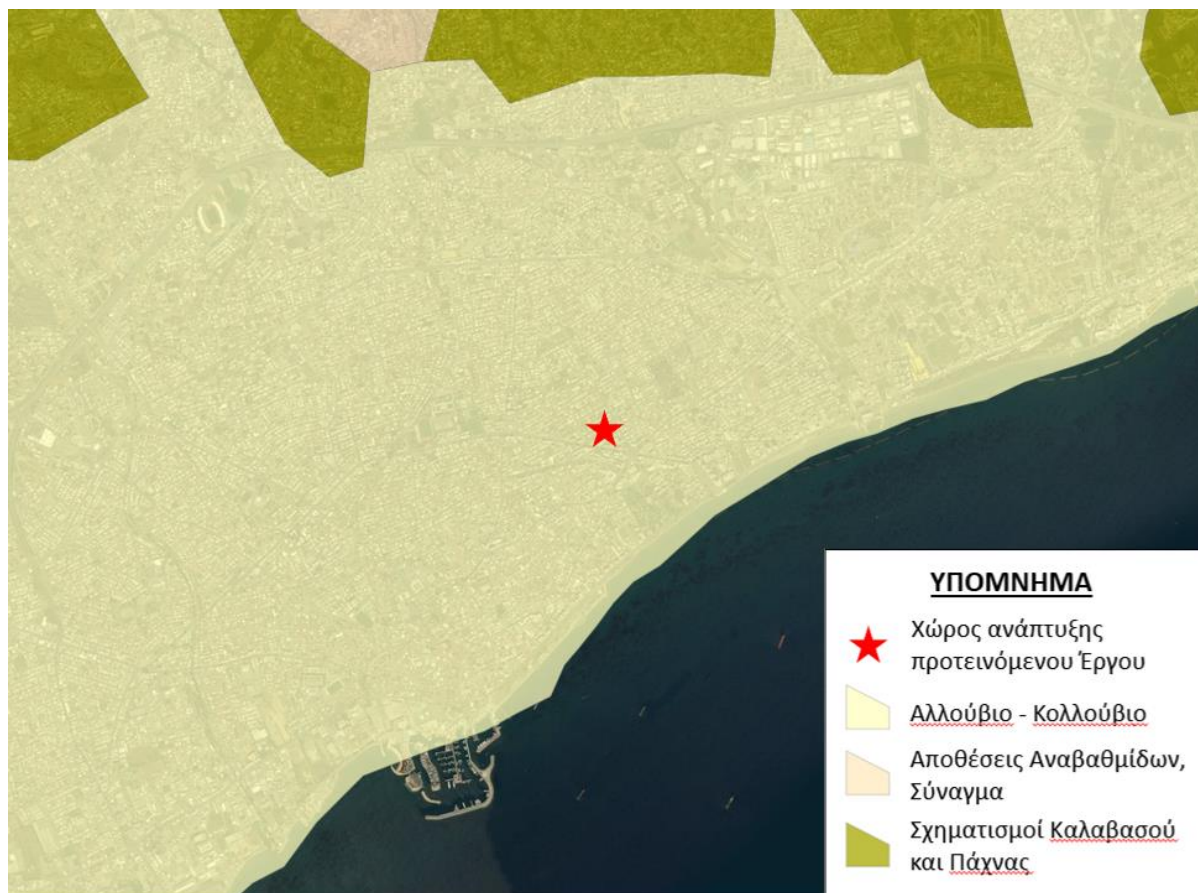 ΥΠΟΜΝΗΜΑ
Χώρος ανάπτυξης
προτεινόμενου Έργου
Αλλούβιο - Κολλούβιο
Αποθέσεις Αναβαθμίδων,
Σύναγμα
Σχηματισμοί Καλαβασού
και Πάχνας